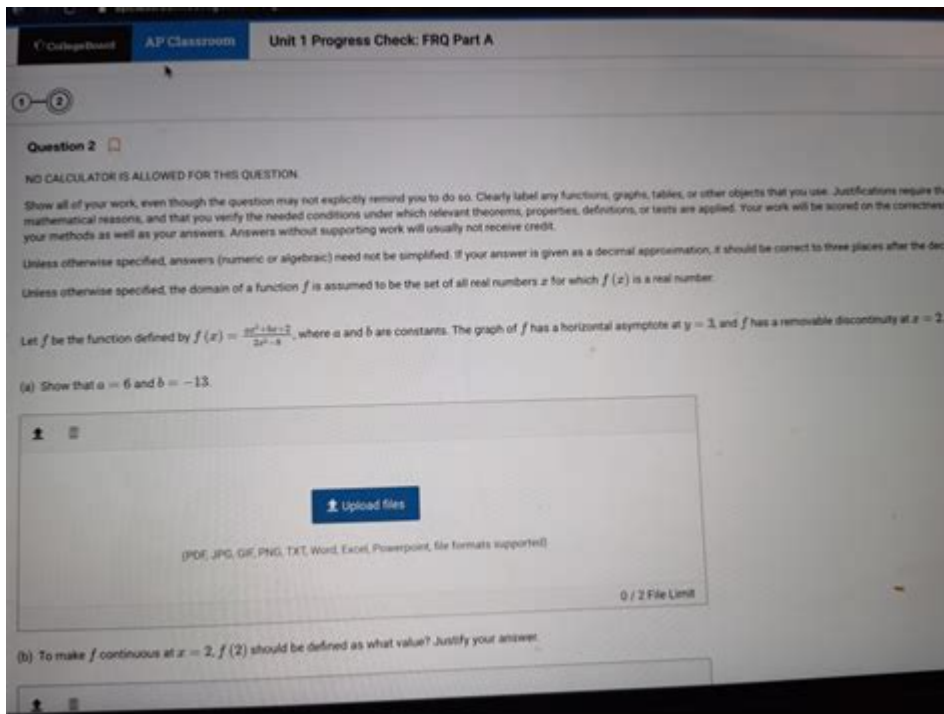 CollegeBoard AP Classroom Unit 1 Progress Check: FRQ Part A
1 2
Question 2
NO CALCULATOR IS ALLOWED FOR THIS QUESTION.
Show all of your work, even though the question may not explicitly remind you to do so. Clearly label any functions, graphs, tables, or other objects that you use. Justifications require th
mathematical reasons, and that you verify the needed conditions under which relevant theorems, properties, definitions, or tests are applied. Your work will be scored on the correctness
your methods as well as your answers. Answers without supporting work will usually not receive credit.
Unless otherwise specified, answers (numeric or algebraic) need not be simplified. If your answer is given as a decimal approximation, it should be correct to three places after the dec
Unless otherwise specified, the domain of a function f is assumed to be the set of all real numbers x for which f (x) is a real number.
Let f be the function defined by f (x) = (ax²+bx+2)/(2x²−8), where a and b are constants. The graph of f has a horizontal asymptote at y = 3, and f has a removable discontinuity at x = 2
(a) Show that a = 6 and b = −13.
Upload files
(PDF, JPG, GIF, PNG, TXT, Word, Excel, Powerpoint, file formats supported)
0 / 2 File Limit
(b) To make f continuous at x = 2, f (2) should be defined as what value? Justify your answer.